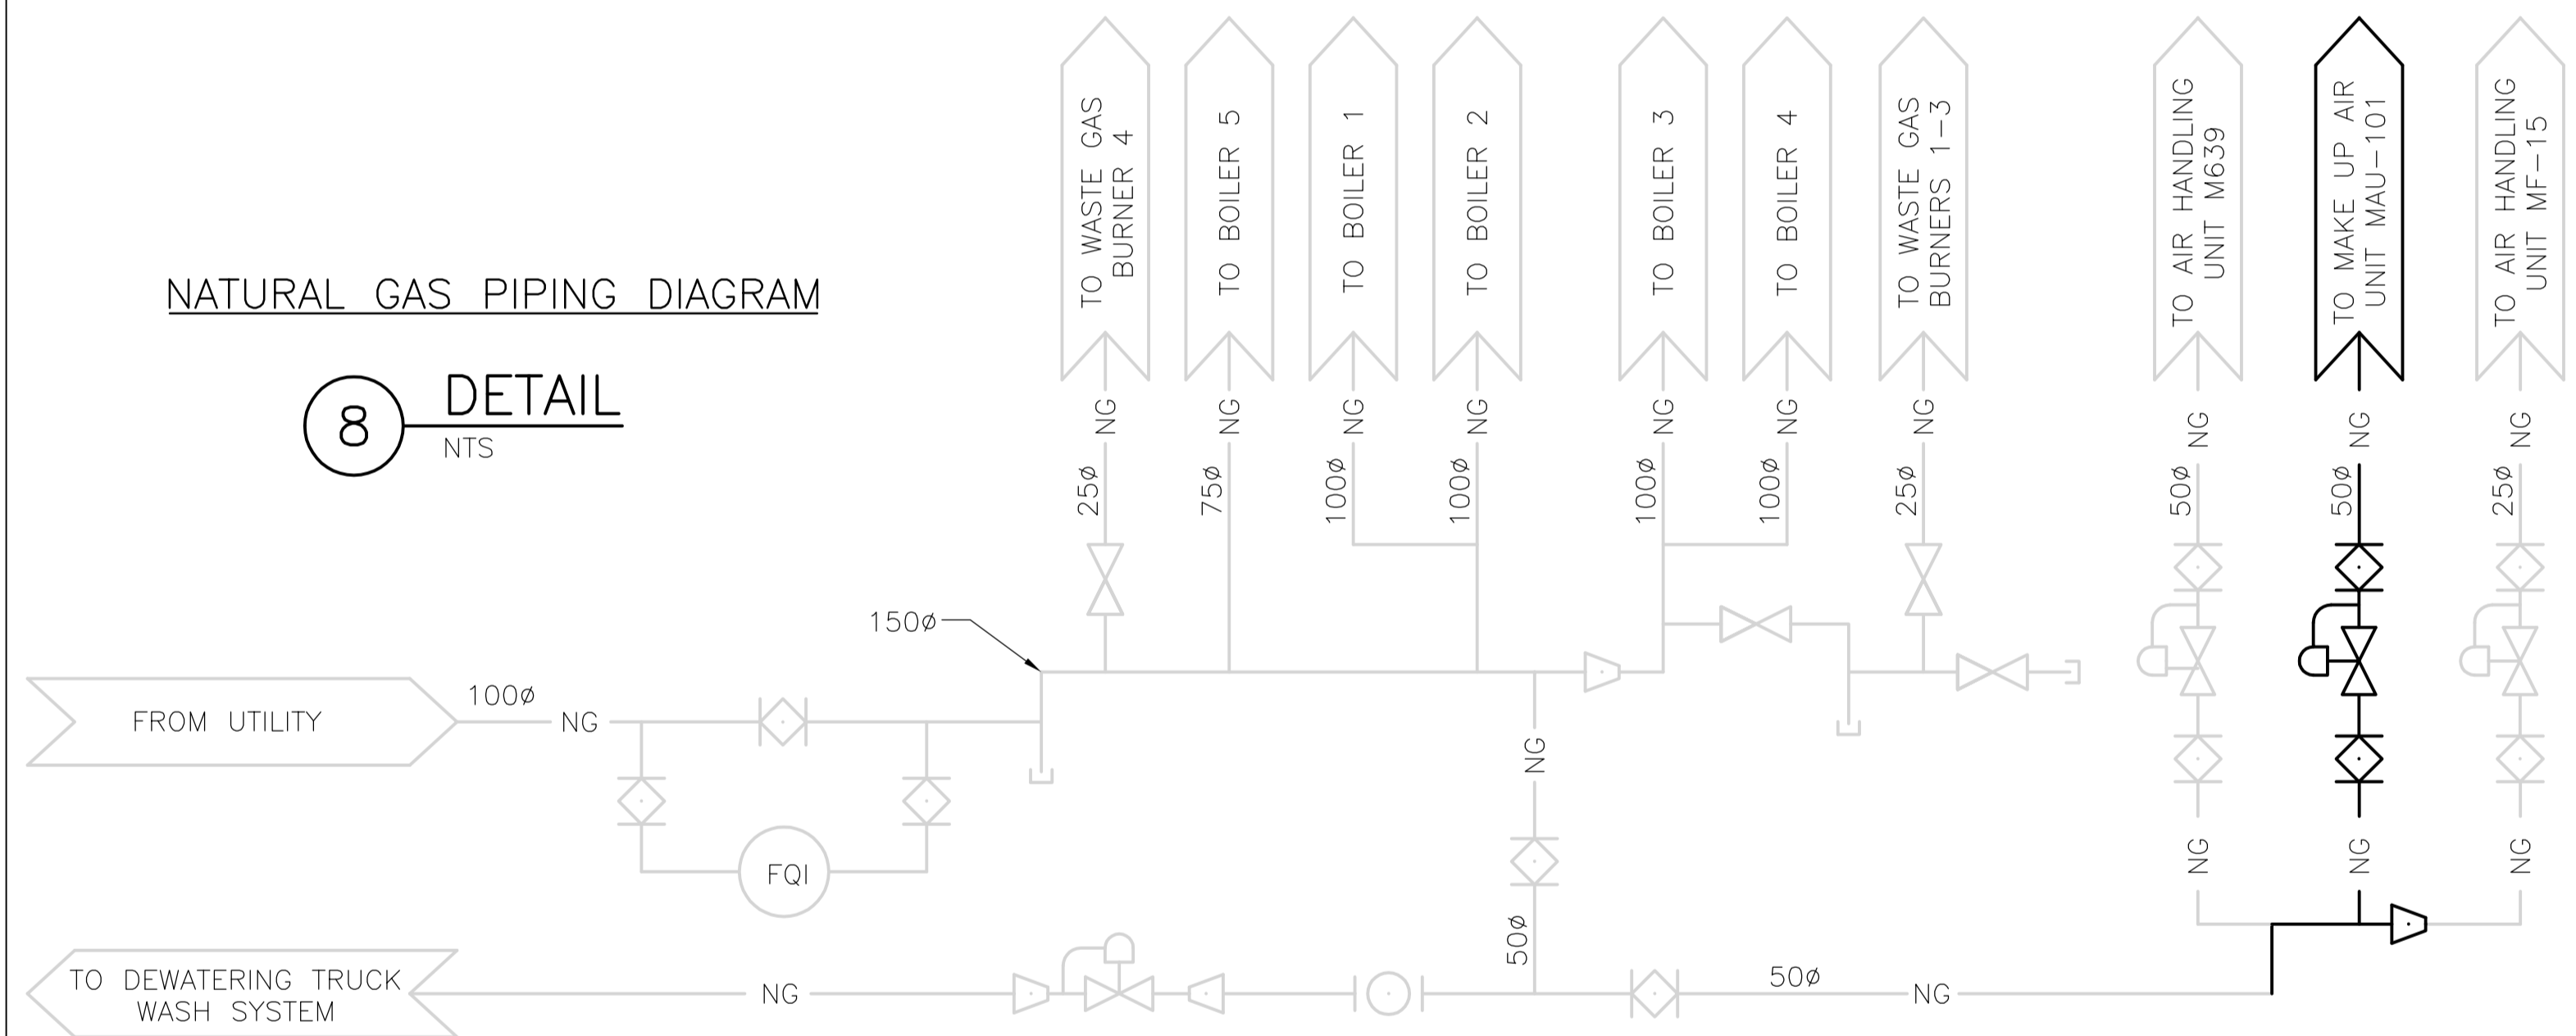 NATURAL GAS PIPING DIAGRAM
8
DETAIL
NTS
TO WASTE GAS
BURNER 4
TO BOILER 5
TO BOILER 1
TO BOILER 2
TO BOILER 3
TO BOILER 4
TO WASTE GAS
BURNERS 1-3
TO AIR HANDLING
UNIT M639
TO MAKE UP AIR
UNIT MAU-101
TO AIR HANDLING
UNIT MF-15
NG
NG
NG
NG
NG
NG
NG
NG
NG
NG
25ø
75ø
100ø
100ø
100ø
100ø
25ø
50ø
50ø
25ø
150ø
FROM UTILITY
100ø
NG
NG
FQI
NG
NG
NG
50ø
TO DEWATERING TRUCK
WASH SYSTEM
NG
50ø
NG